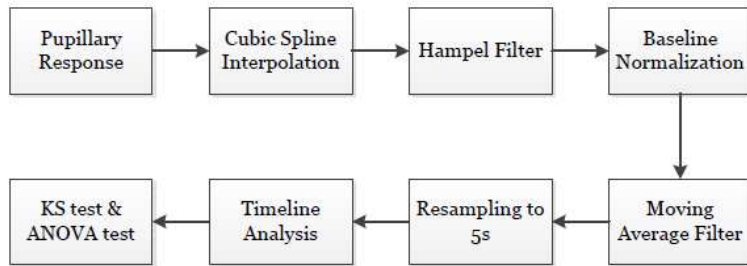 Pupillary
Response
Cubic Spline
Interpolation
Hampel Filter
Baseline
Normalization
Moving
Average Filter
Resampling to
5s
Timeline
Analysis
KS test &
ANOVA test